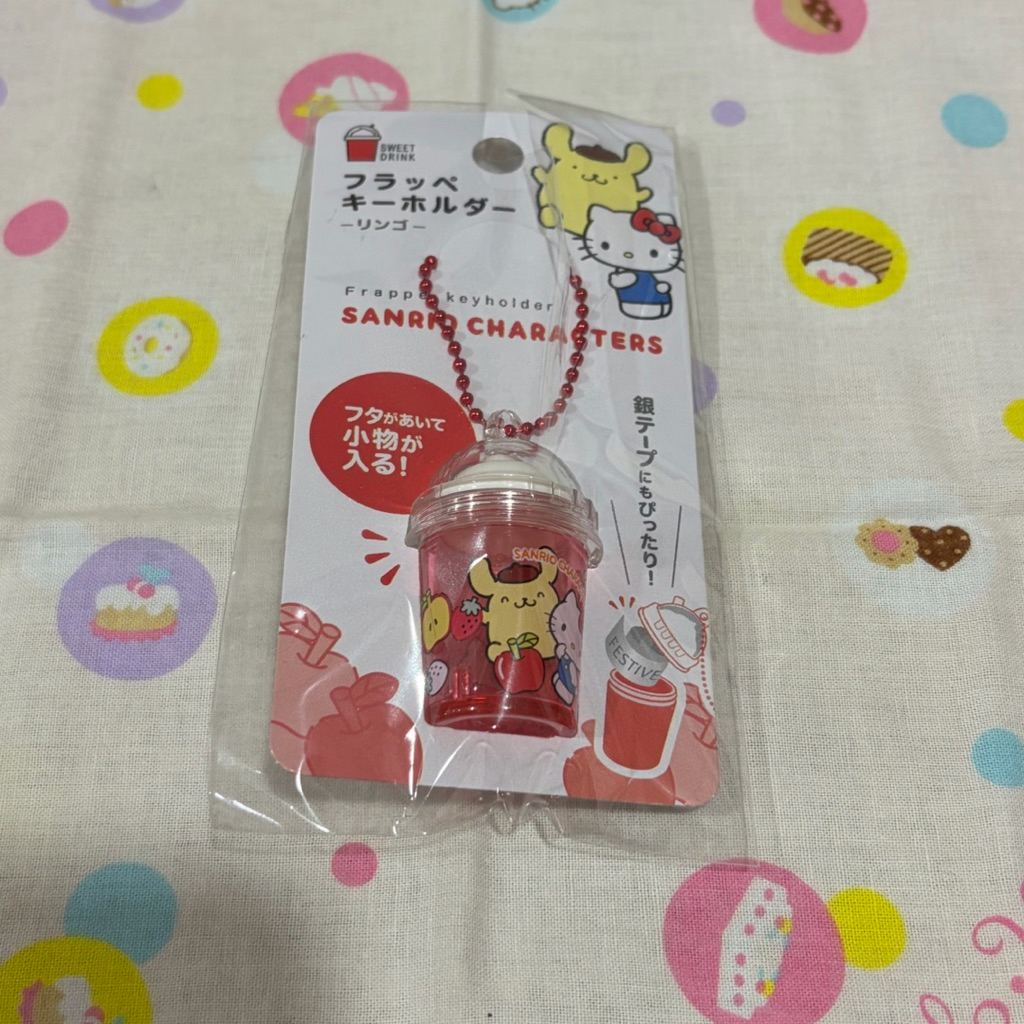 SWEET
DRINK
フラッペ
キーホルダー
－リンゴ－
Frappe keyholder
SANRIO CHARACTERS
フタがあいて
小物が
入る!
銀テープにもぴったり!
SANRIO
FESTIVE